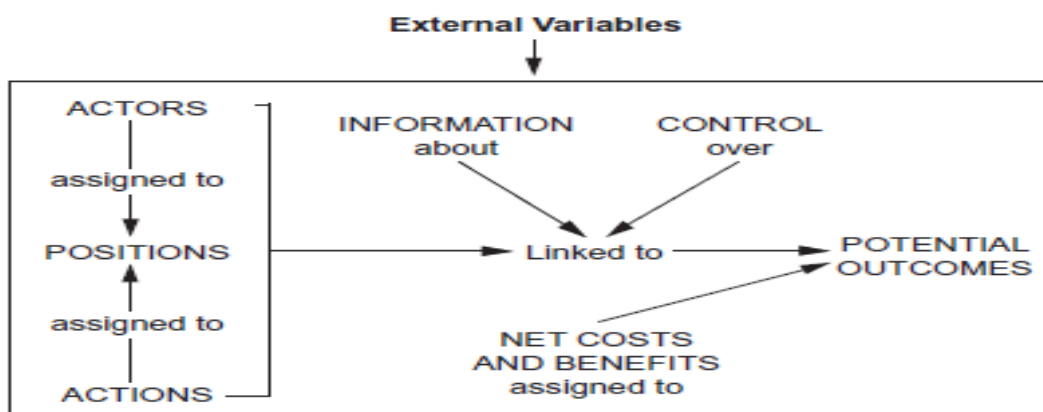 External Variables
ACTORS
assigned to
POSITIONS
assigned to
ACTIONS
INFORMATION
about
CONTROL
over
Linked to
POTENTIAL
OUTCOMES
NET COSTS
AND BENEFITS
assigned to